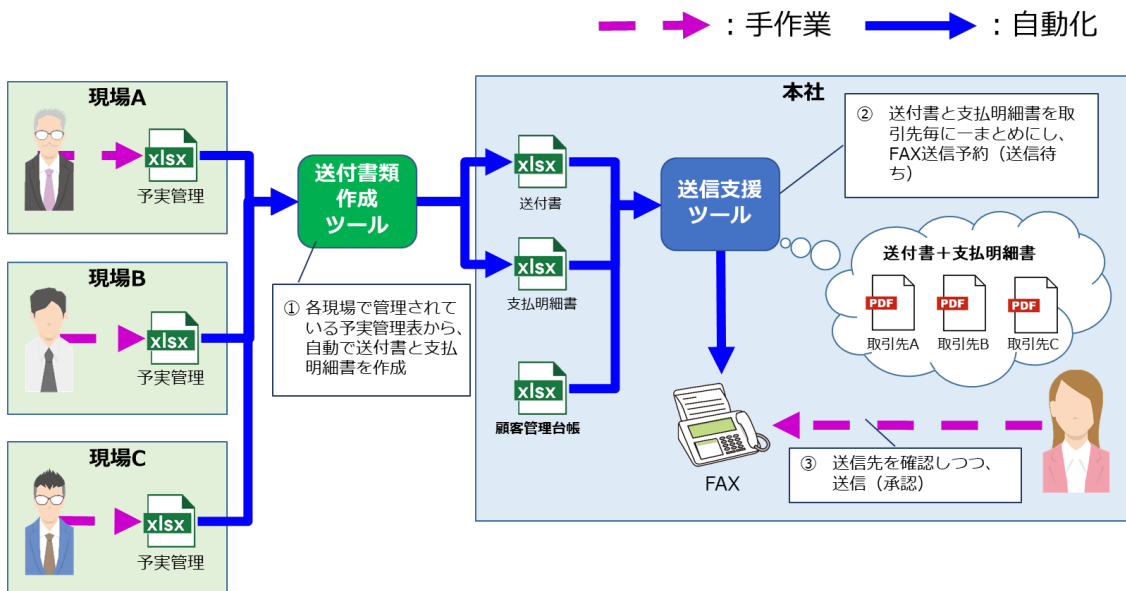 ：手作業
：自動化
現場A
xlsx
予実管理
現場B
xlsx
予実管理
現場C
xlsx
予実管理
送付書類
作成
ツール
① 各現場で管理されて
いる予実管理表から、
自動で送付書と支払
明細書を作成
本社
xlsx
送付書
xlsx
支払明細書
xlsx
顧客管理台帳
送信支援
ツール
② 送付書と支払明細書を取
引先毎に一まとめにし、
FAX送信予約（送信待
ち）
送付書＋支払明細書
PDF
取引先A
PDF
取引先B
PDF
取引先C
FAX
③ 送信先を確認しつつ、
送信（承認）